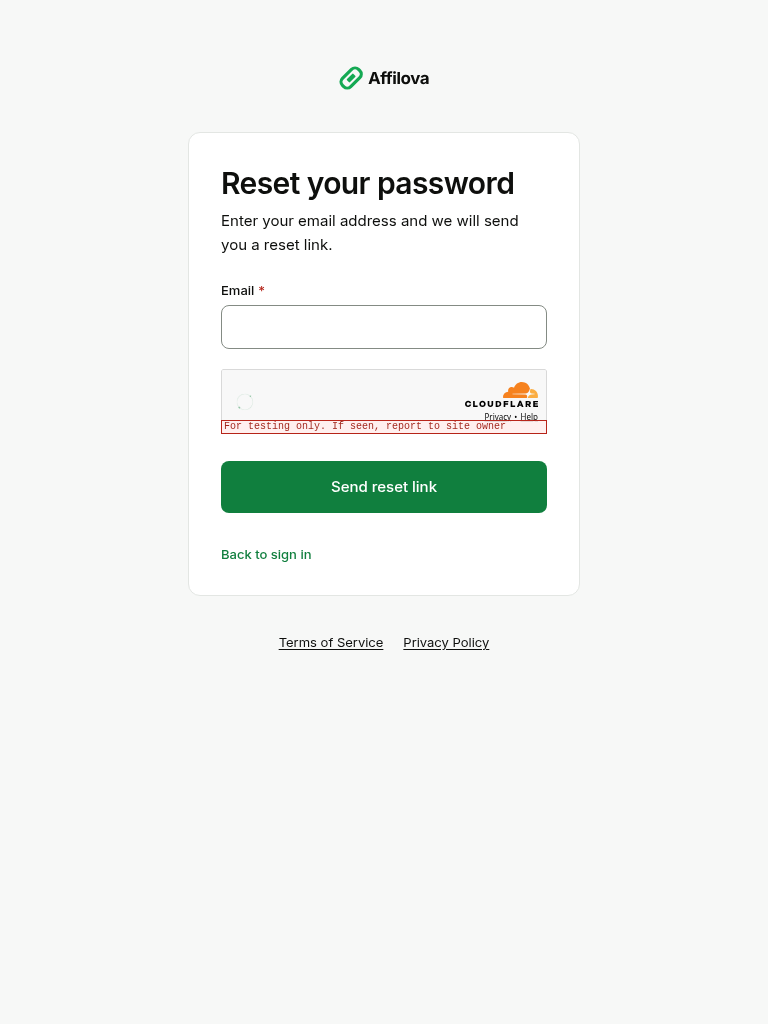 Affilova
Reset your password
Enter your email address and we will send
you a reset link.
Email *
CLOUDFLARE
Privacy • Help
For testing only. If seen, report to site owner
Send reset link
Back to sign in
Terms of Service Privacy Policy